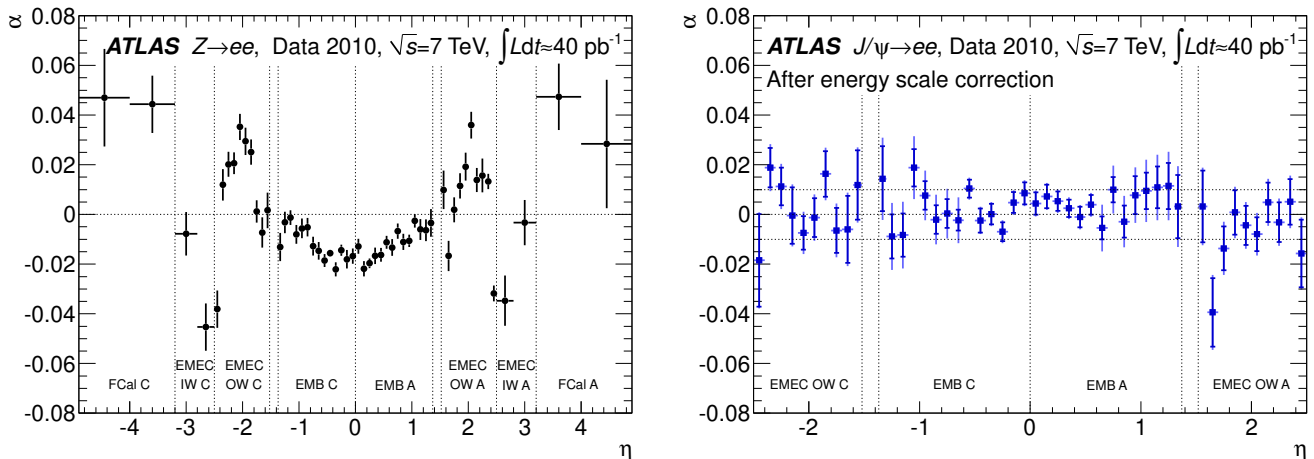 ATLAS Z→ee, Data 2010, √s=7 TeV, ∫Ldt≈40 pb⁻¹
α
0.08
0.06
0.04
0.02
0
-0.02
-0.04
-0.06
-0.08
FCal C
EMEC IW C
EMEC OW C
EMB C
EMB A
EMEC OW A
EMEC IW A
FCal A
-4 -3 -2 -1 0 1 2 3 4
η
ATLAS J/ψ→ee, Data 2010, √s=7 TeV, ∫Ldt≈40 pb⁻¹
After energy scale correction
α
0.08
0.06
0.04
0.02
0
-0.02
-0.04
-0.06
-0.08
EMEC OW C
EMB C
EMB A
EMEC OW A
-2 -1 0 1 2
η